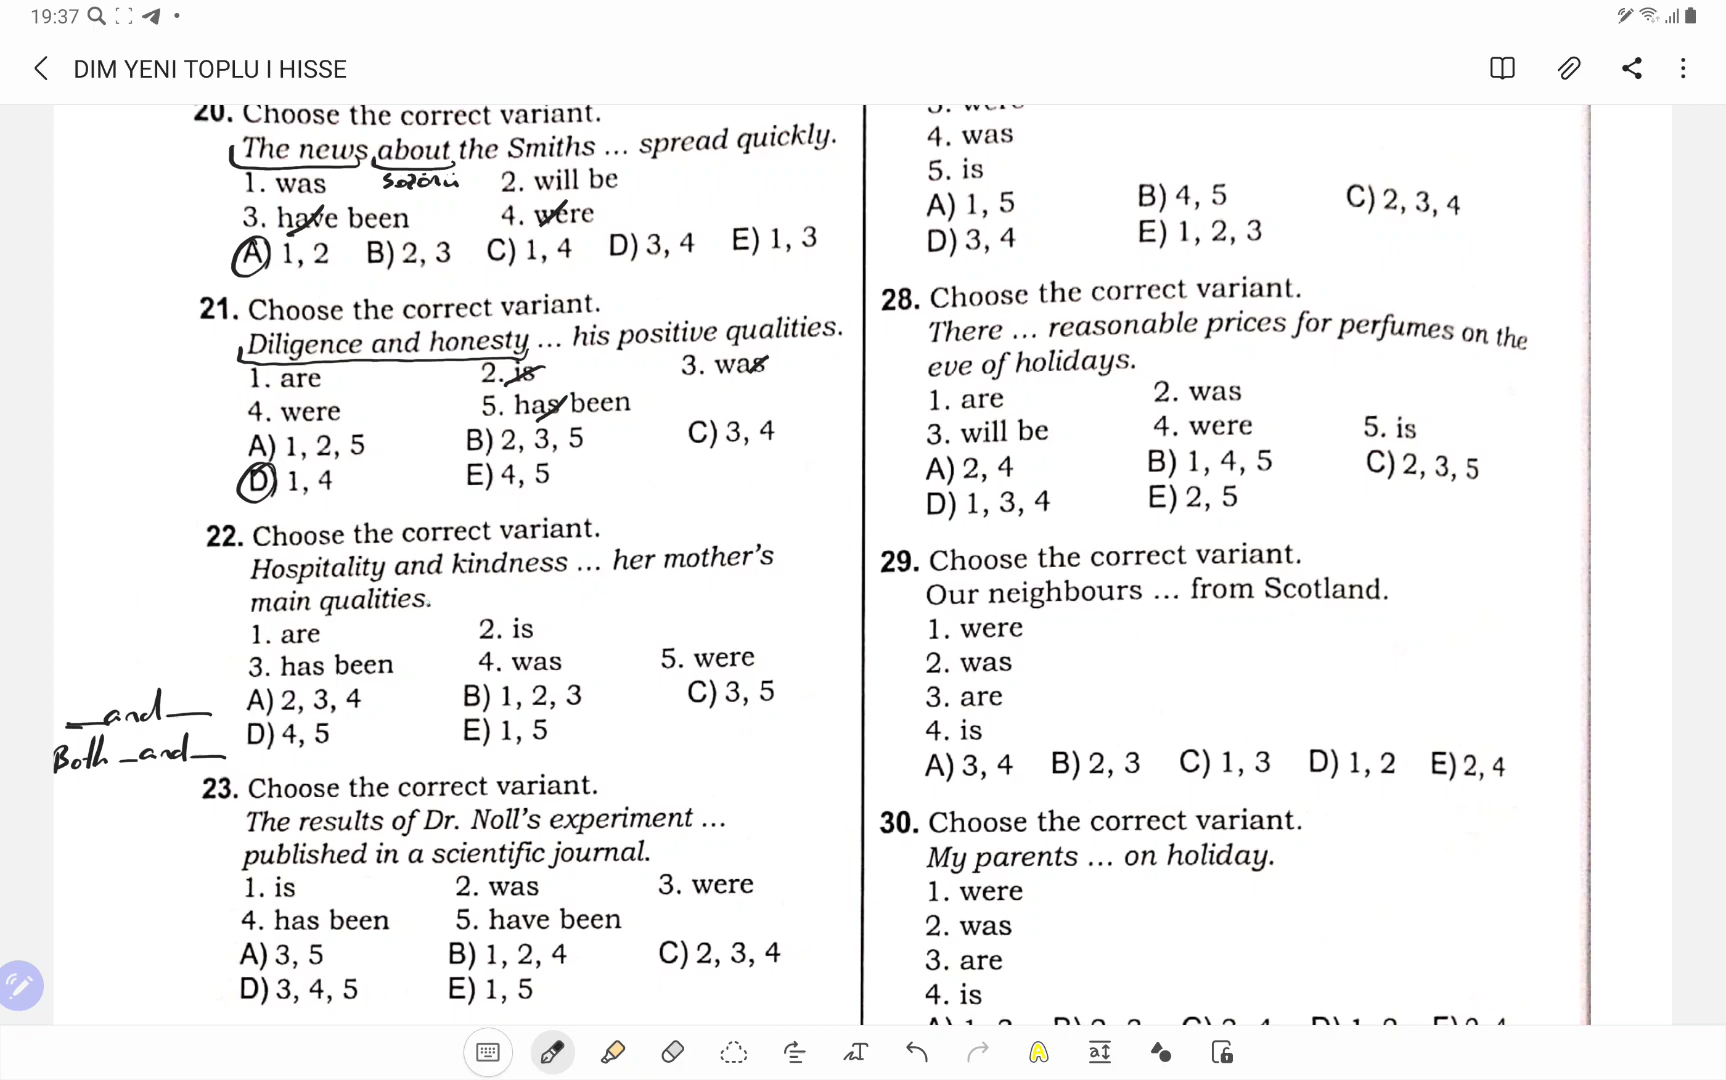 19:37
DIM YENI TOPLU I HISSE
20. Choose the correct variant.
The news about the Smiths ... spread quickly.
1. was 2. will be
3. have been 4. were
A) 1, 2 B) 2, 3 C) 1, 4 D) 3, 4 E) 1, 3
21. Choose the correct variant.
Diligence and honesty ... his positive qualities.
1. are 2. is 3. was
4. were 5. has been
A) 1, 2, 5 B) 2, 3, 5 C) 3, 4
D) 1, 4 E) 4, 5
22. Choose the correct variant.
Hospitality and kindness ... her mother's
main qualities.
1. are 2. is
3. has been 4. was 5. were
A) 2, 3, 4 B) 1, 2, 3 C) 3, 5
D) 4, 5 E) 1, 5
and
Both and
23. Choose the correct variant.
The results of Dr. Noll's experiment ...
published in a scientific journal.
1. is 2. was 3. were
4. has been 5. have been
A) 3, 5 B) 1, 2, 4 C) 2, 3, 4
D) 3, 4, 5 E) 1, 5
4. was
5. is
A) 1, 5 B) 4, 5 C) 2, 3, 4
D) 3, 4 E) 1, 2, 3
28. Choose the correct variant.
There ... reasonable prices for perfumes on the
eve of holidays.
1. are 2. was
3. will be 4. were 5. is
A) 2, 4 B) 1, 4, 5 C) 2, 3, 5
D) 1, 3, 4 E) 2, 5
29. Choose the correct variant.
Our neighbours ... from Scotland.
1. were
2. was
3. are
4. is
A) 3, 4 B) 2, 3 C) 1, 3 D) 1, 2 E) 2, 4
30. Choose the correct variant.
My parents ... on holiday.
1. were
2. was
3. are
4. is